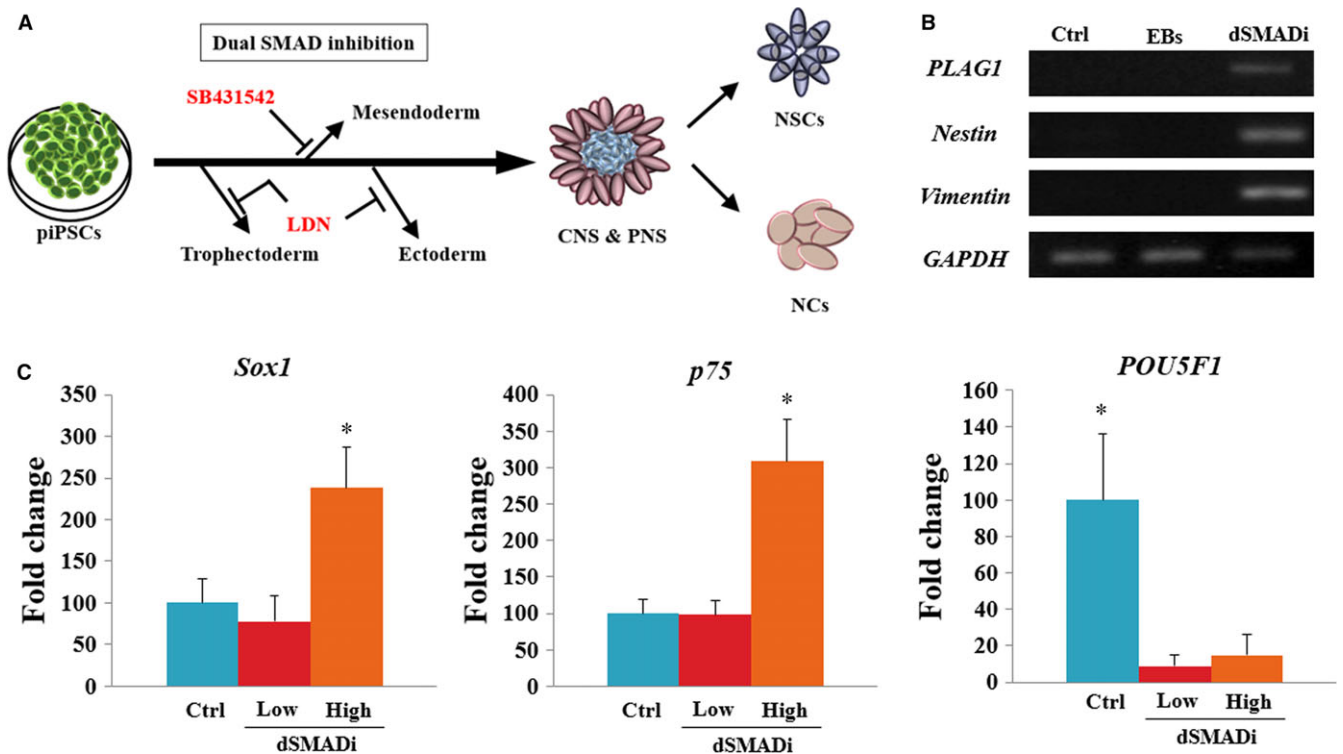 A
Dual SMAD inhibition
SB431542
Mesendoderm
piPSCs
LDN
Trophectoderm
Ectoderm
CNS & PNS
NSCs
NCs
B
Ctrl EBs dSMADi
PLAG1
Nestin
Vimentin
GAPDH
C
Sox1
Fold change
350
300
250
200
150
100
50
0
*
Ctrl Low High
dSMADi
p75
Fold change
400
350
300
250
200
150
100
50
0
*
Ctrl Low High
dSMADi
POU5F1
Fold change
160
140
120
100
80
60
40
20
0
*
Ctrl Low High
dSMADi